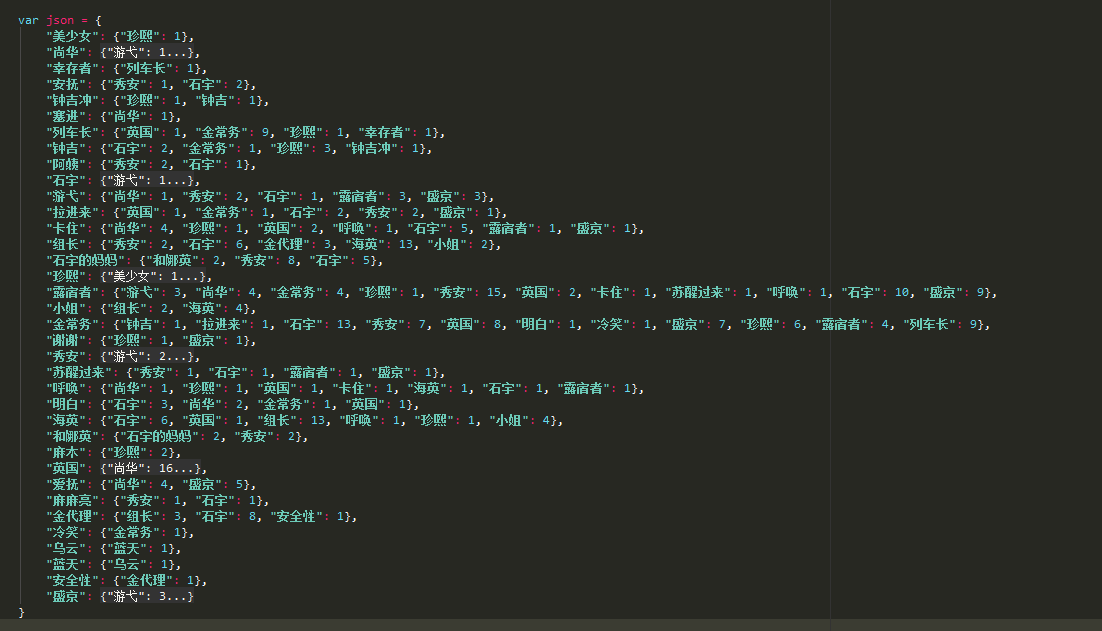 var json = {
"美少女": {"珍熙": 1},
"尚华": {"游弋": 1...},
"幸存者": {"列车长": 1},
"安抚": {"秀安": 1, "石宇": 2},
"钟吉冲": {"珍熙": 1, "钟吉": 1},
"塞进": {"尚华": 1},
"列车长": {"英国": 1, "金常务": 9, "珍熙": 1, "幸存者": 1},
"钟吉": {"石宇": 2, "金常务": 1, "珍熙": 3, "钟吉冲": 1},
"阿姨": {"秀安": 2, "石宇": 1},
"石宇": {"游弋": 1...},
"游弋": {"尚华": 1, "秀安": 2, "石宇": 1, "露宿者": 3, "盛京": 3},
"拉进来": {"英国": 1, "金常务": 1, "石宇": 2, "秀安": 2, "盛京": 1},
"卡住": {"尚华": 4, "珍熙": 1, "英国": 2, "呼唤": 1, "石宇": 5, "露宿者": 1, "盛京": 1},
"组长": {"秀安": 2, "石宇": 6, "金代理": 3, "海英": 13, "小姐": 2},
"石宇的妈妈": {"和娜英": 2, "秀安": 8, "石宇": 5},
"珍熙": {"美少女": 1...},
"露宿者": {"游弋": 3, "尚华": 4, "金常务": 4, "珍熙": 1, "秀安": 15, "英国": 2, "卡住": 1, "苏醒过来": 1, "呼唤": 1, "石宇": 10, "盛京": 9},
"小姐": {"组长": 2, "海英": 4},
"金常务": {"钟吉": 1, "拉进来": 1, "石宇": 13, "秀安": 7, "英国": 8, "明白": 1, "冷笑": 1, "盛京": 7, "珍熙": 6, "露宿者": 4, "列车长": 9},
"谢谢": {"珍熙": 1, "盛京": 1},
"秀安": {"游弋": 2...},
"苏醒过来": {"秀安": 1, "石宇": 1, "露宿者": 1, "盛京": 1},
"呼唤": {"尚华": 1, "珍熙": 1, "英国": 1, "卡住": 1, "海英": 1, "石宇": 1, "露宿者": 1},
"明白": {"石宇": 3, "尚华": 2, "金常务": 1, "英国": 1},
"海英": {"石宇": 6, "英国": 1, "组长": 13, "呼唤": 1, "珍熙": 1, "小姐": 4},
"和娜英": {"石宇的妈妈": 2, "秀安": 2},
"麻木": {"珍熙": 2},
"英国": {"尚华": 16...},
"爱抚": {"尚华": 4, "盛京": 5},
"麻麻亮": {"秀安": 1, "石宇": 1},
"金代理": {"组长": 3, "石宇": 8, "安全性": 1},
"冷笑": {"金常务": 1},
"乌云": {"蓝天": 1},
"蓝天": {"乌云": 1},
"安全性": {"金代理": 1},
"盛京": {"游弋": 3...}
}